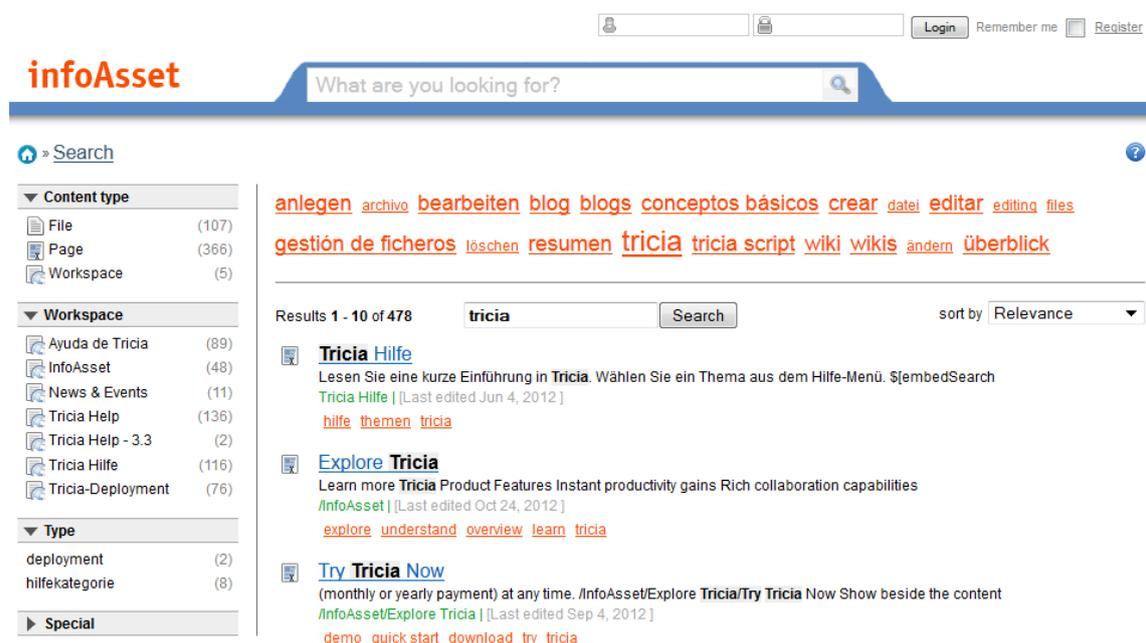 Login Remember me Register
infoAsset
What are you looking for?
» Search
?
Content type
File (107)
Page (366)
Workspace (5)
Workspace
Ayuda de Tricia (89)
InfoAsset (48)
News & Events (11)
Tricia Help (136)
Tricia Help - 3.3 (2)
Tricia Hilfe (116)
Tricia-Deployment (76)
Type
deployment (2)
hilfekategorie (8)
Special
anlegen archivo bearbeiten blog blogs conceptos básicos crear datei editar editing files
gestión de ficheros löschen resumen tricia tricia script wiki wikis ändern überblick
Results 1 - 10 of 478 tricia Search sort by Relevance
Tricia Hilfe
Lesen Sie eine kurze Einführung in Tricia. Wählen Sie ein Thema aus dem Hilfe-Menü. $[embedSearch
Tricia Hilfe | [Last edited Jun 4, 2012 ]
hilfe themen tricia
Explore Tricia
Learn more Tricia Product Features Instant productivity gains Rich collaboration capabilities
/InfoAsset | [Last edited Oct 24, 2012 ]
explore understand overview learn tricia
Try Tricia Now
(monthly or yearly payment) at any time. /InfoAsset/Explore Tricia/Try Tricia Now Show beside the content
/InfoAsset/Explore Tricia | [Last edited Sep 4, 2012 ]
demo quick start download try tricia